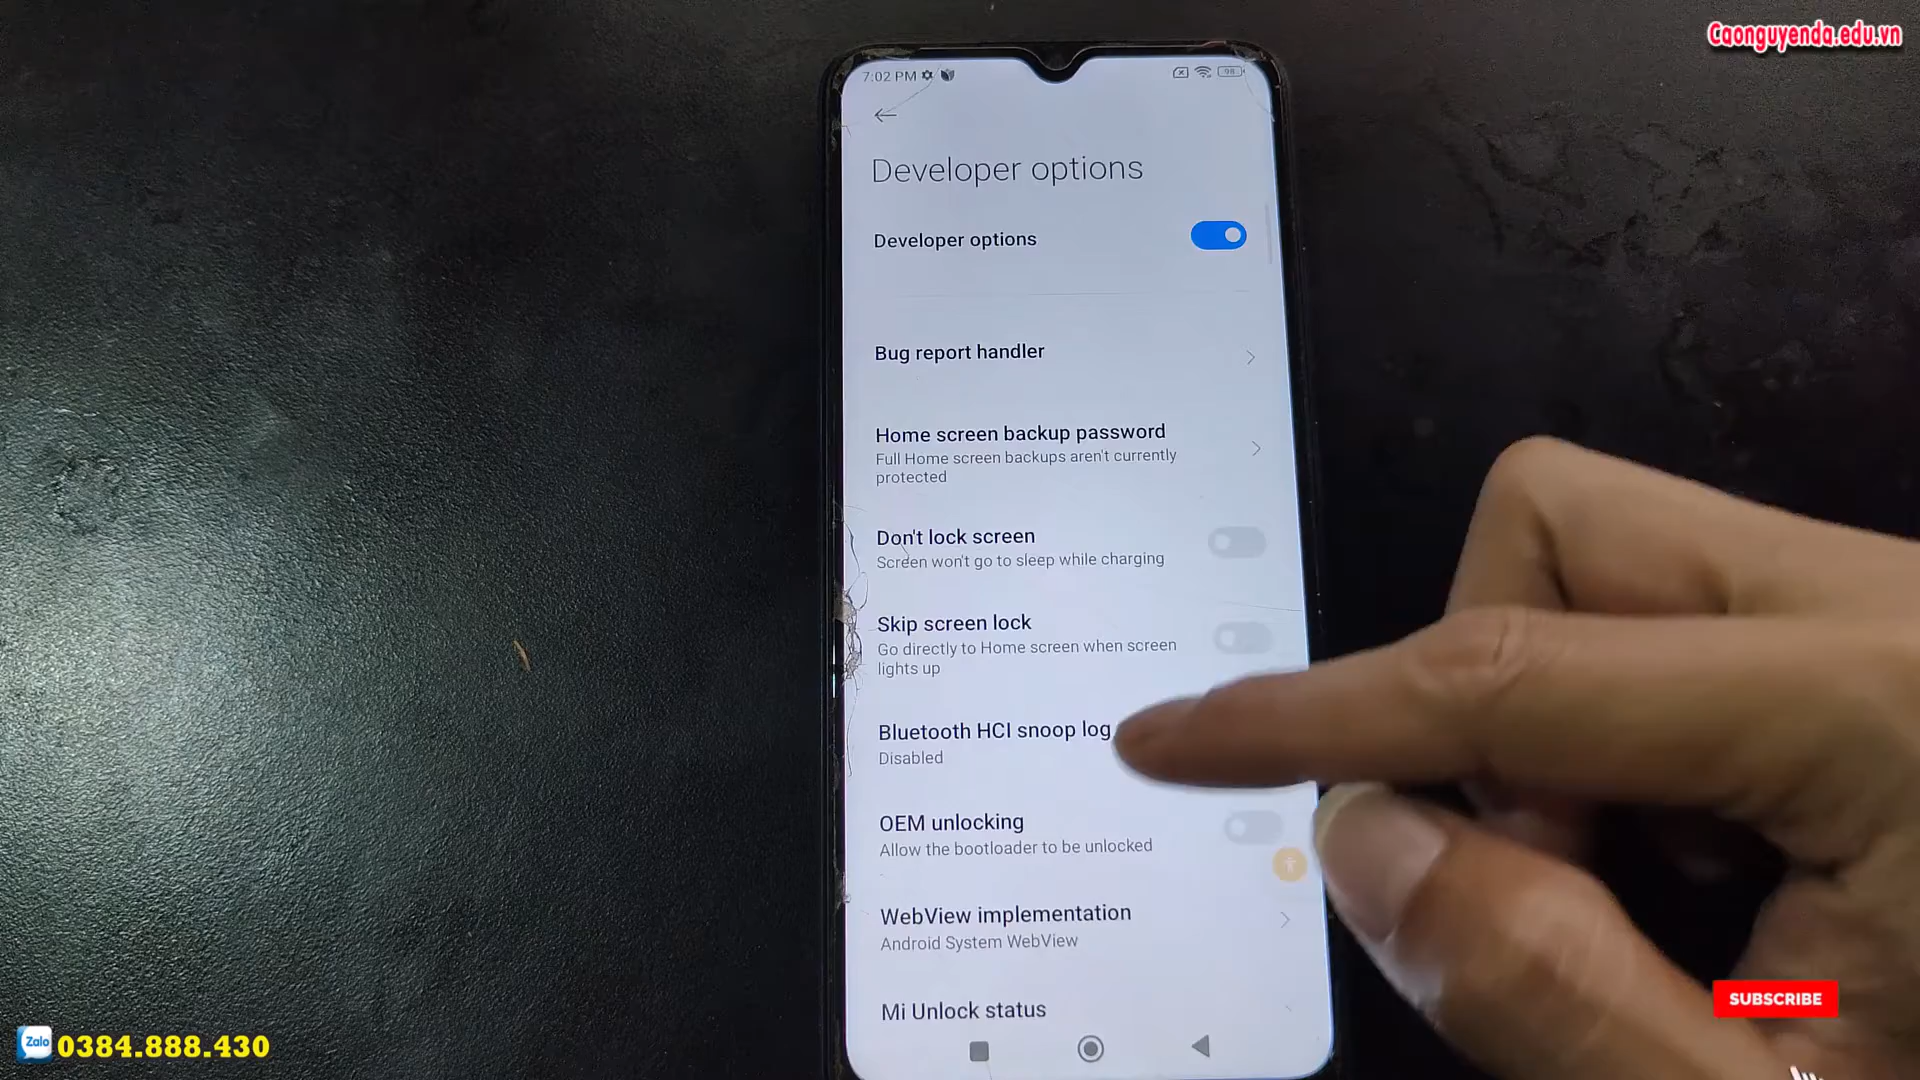 Caonguyenda.edu.vn
7:02 PM
98
Developer options
Developer options
Bug report handler
Home screen backup password
Full Home screen backups aren't currently
protected
Don't lock screen
Screen won't go to sleep while charging
Skip screen lock
Go directly to Home screen when screen
lights up
Bluetooth HCI snoop log
Disabled
OEM unlocking
Allow the bootloader to be unlocked
WebView implementation
Android System WebView
Mi Unlock status
SUBSCRIBE
Zalo 0384.888.430